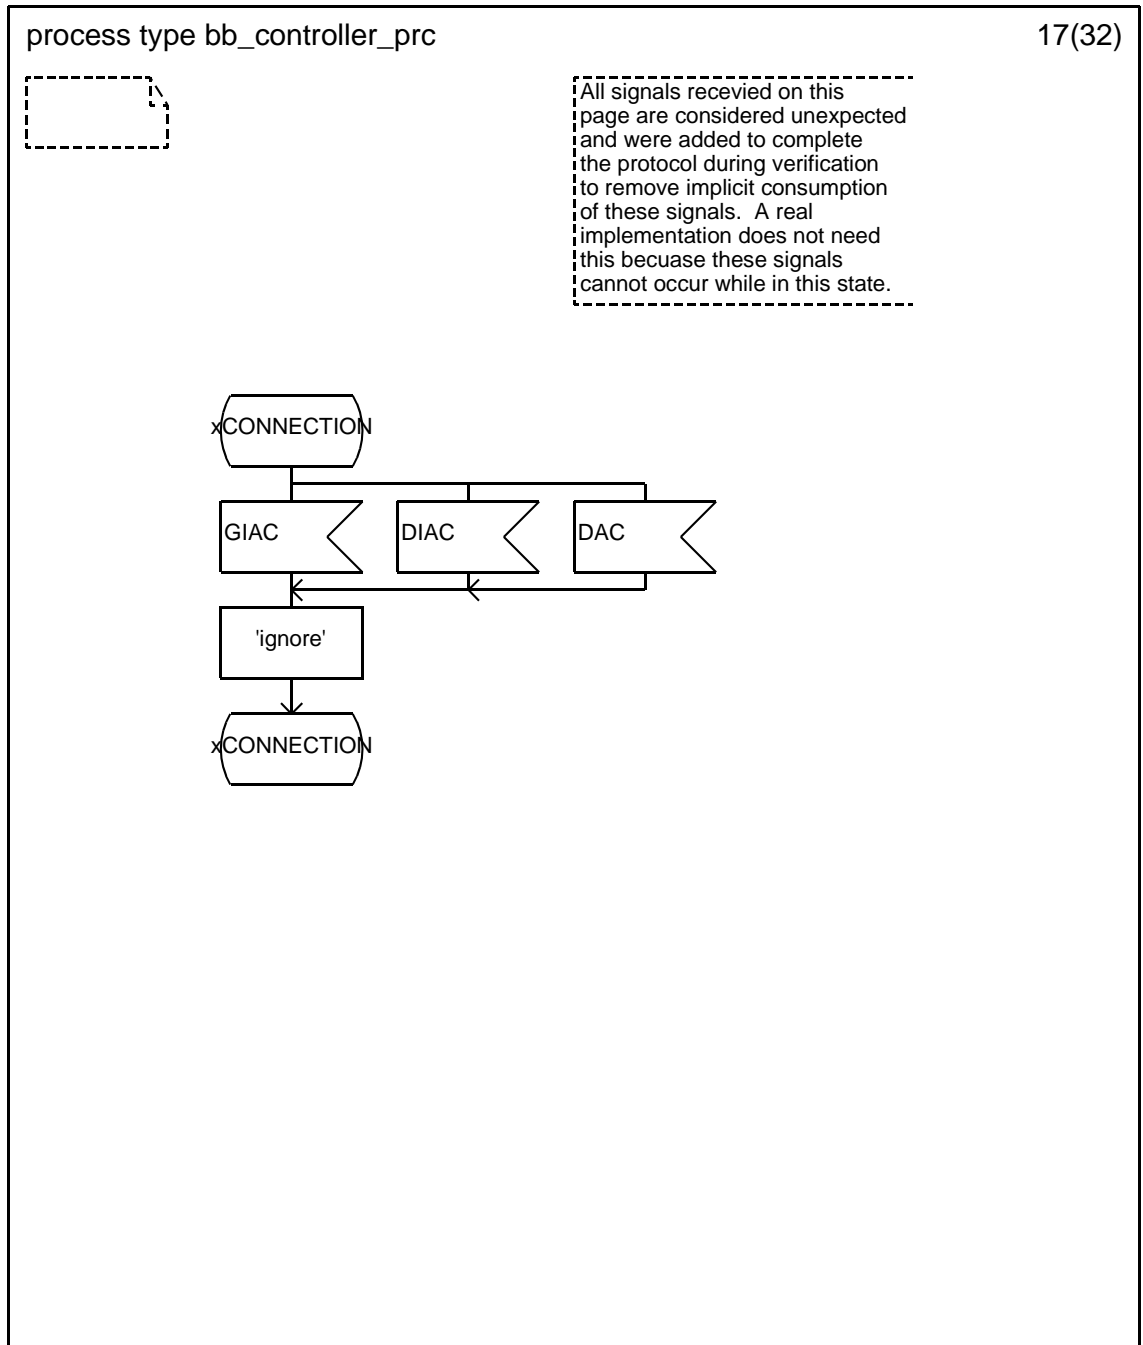 process type bb_controller_prc 17(32)
All signals recevied on this
page are considered unexpected
and were added to complete
the protocol during verification
to remove implicit consumption
of these signals.  A real
implementation does not need
this becuase these signals
cannot occur while in this state.
xCONNECTION
GIAC DIAC DAC
'ignore'
xCONNECTION